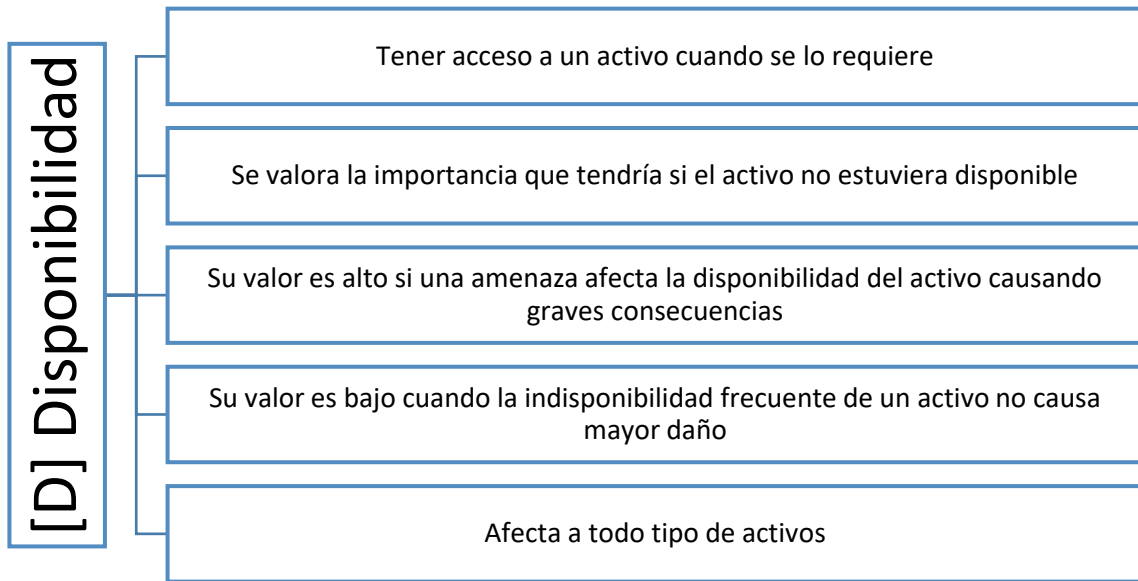 [D] Disponibilidad
Tener acceso a un activo cuando se lo requiere
Se valora la importancia que tendría si el activo no estuviera disponible
Su valor es alto si una amenaza afecta la disponibilidad del activo causando
graves consecuencias
Su valor es bajo cuando la indisponibilidad frecuente de un activo no causa
mayor daño
Afecta a todo tipo de activos